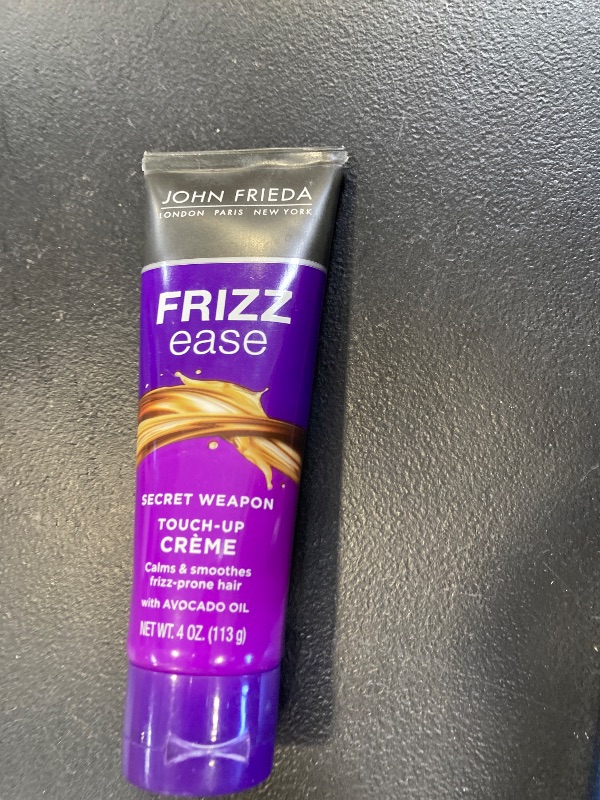 JOHN FRIEDA
LONDON PARIS NEW YORK
FRIZZ
ease
SECRET WEAPON
TOUCH-UP
CRÈME
Calms & smoothes
frizz-prone hair
with AVOCADO OIL
NET WT. 4 OZ. (113 g)